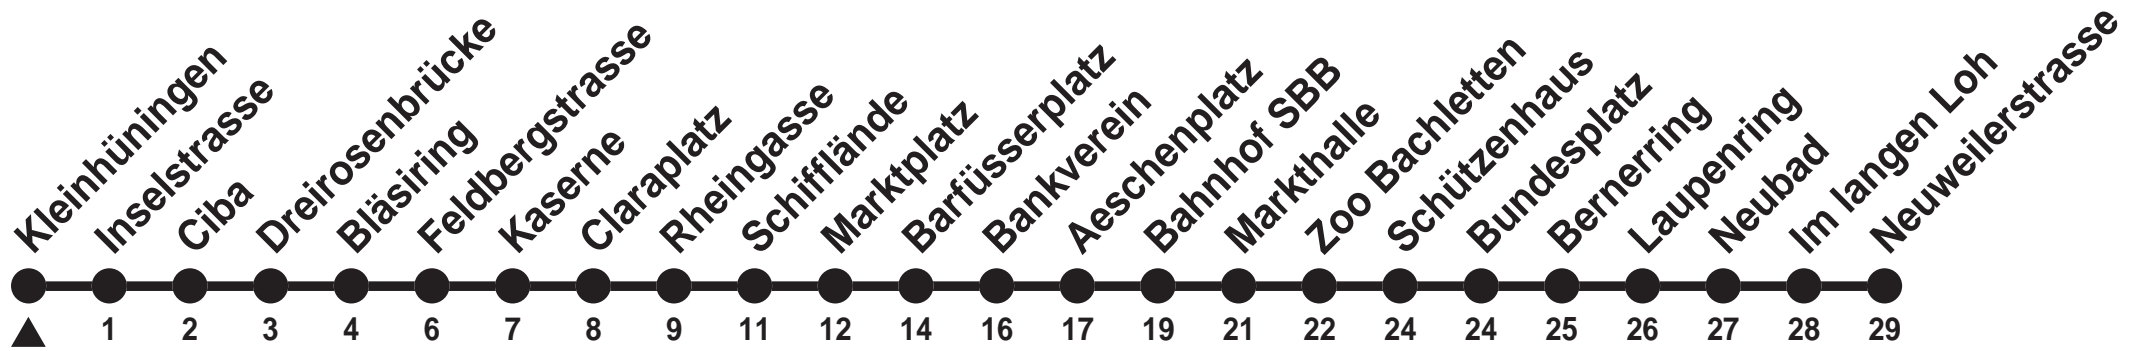 Kleinhüningen
Inselstrasse
Ciba
Dreirosenbrücke
Bläsiring
Feldbergstrasse
Kaserne
Claraplatz
Rheingasse
Schifflände
Marktplatz
Barfüsserplatz
Bankverein
Aeschenplatz
Bahnhof SBB
Markthalle
Zoo Bachletten
Schützenhaus
Bundesplatz
Bernerring
Laupenring
Neubad
Im langen Loh
Neuweilerstrasse
1 2 3 4 6 7 8 9 11 12 14 16 17 19 21 22 24 24 25 26 27 28 29